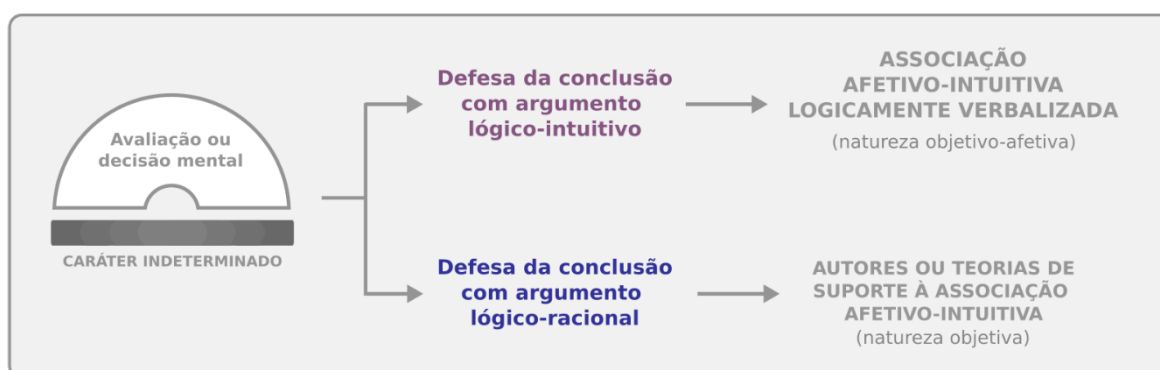 Avaliação ou
decisão mental
CARÁTER INDETERMINADO
Defesa da conclusão
com argumento
lógico-intuitivo
ASSOCIAÇÃO
AFETIVO-INTUITIVA
LOGICAMENTE VERBALIZADA
(natureza objetivo-afetiva)
Defesa da conclusão
com argumento
lógico-racional
AUTORES OU TEORIAS DE
SUPORTE À ASSOCIAÇÃO
AFETIVO-INTUITIVA
(natureza objetiva)